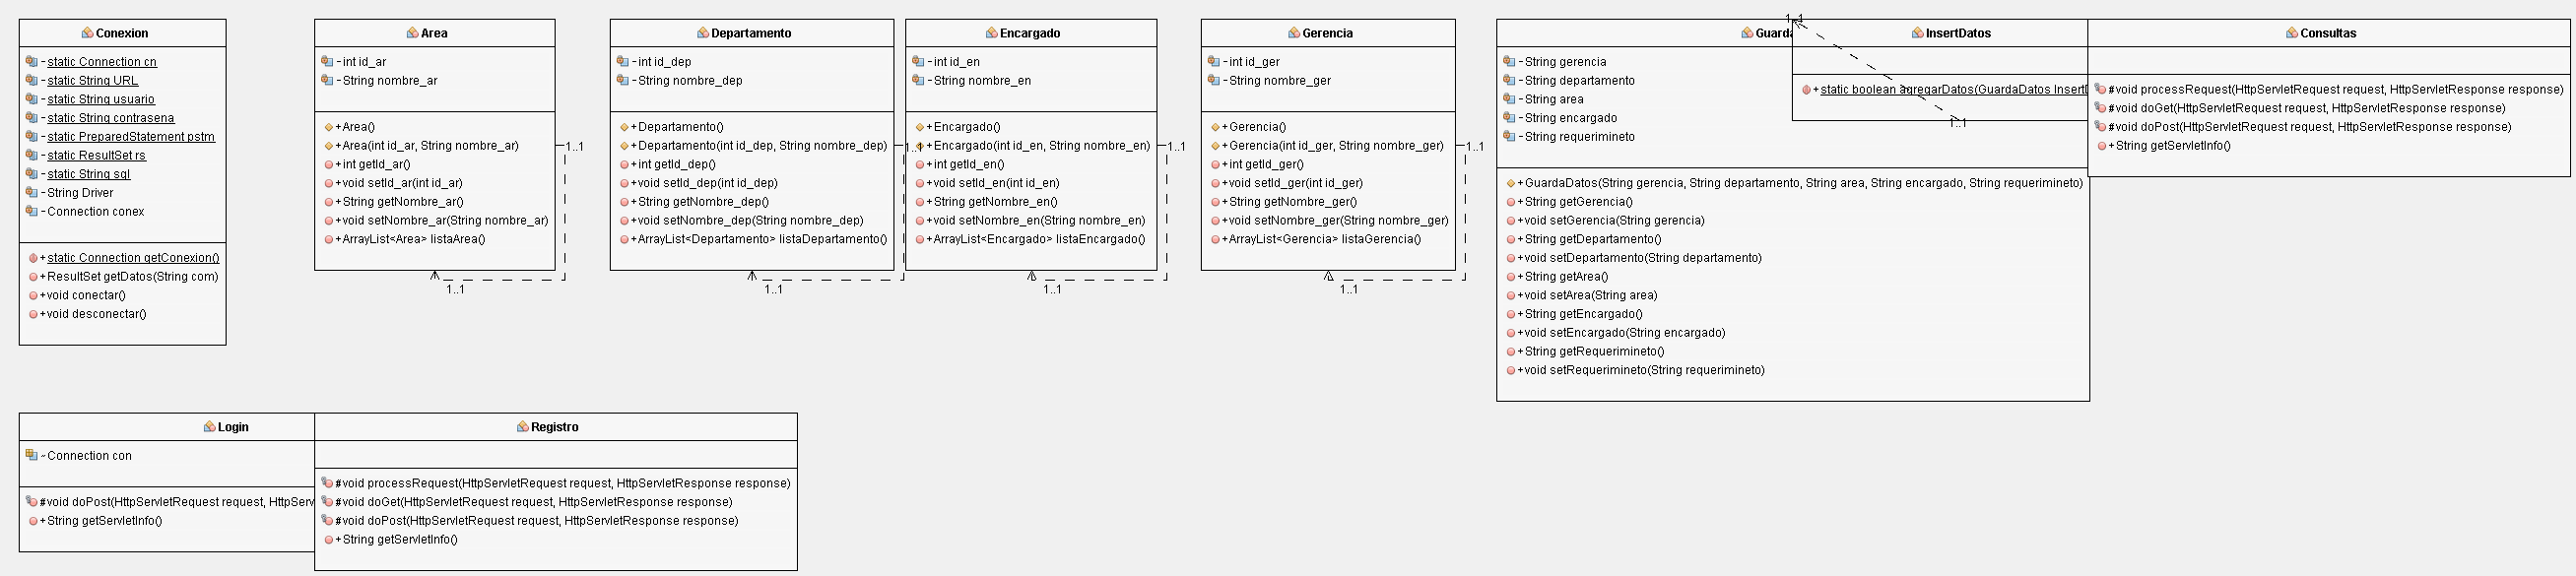 Conexion
-static Connection cn
-static String URL
-static String usuario
-static String contrasena
-static PreparedStatement pstm
-static ResultSet rs
-static String sql
-String Driver
-Connection conex
+static Connection getConexion()
+ResultSet getDatos(String com)
+void conectar()
+void desconectar()
Area
-int id_ar
-String nombre_ar
+Area()
+Area(int id_ar, String nombre_ar)
+int getId_ar()
+void setId_ar(int id_ar)
+String getNombre_ar()
+void setNombre_ar(String nombre_ar)
+ArrayList<Area> listaArea()
1..1
1..1
Departamento
-int id_dep
-String nombre_dep
+Departamento()
+Departamento(int id_dep, String nombre_dep)
+int getId_dep()
+void setId_dep(int id_dep)
+String getNombre_dep()
+void setNombre_dep(String nombre_dep)
+ArrayList<Departamento> listaDepartamento()
1..1
1..1
Encargado
-int id_en
-String nombre_en
+Encargado()
+Encargado(int id_en, String nombre_en)
+int getId_en()
+void setId_en(int id_en)
+String getNombre_en()
+void setNombre_en(String nombre_en)
+ArrayList<Encargado> listaEncargado()
1..1
1..1
Gerencia
-int id_ger
-String nombre_ger
+Gerencia()
+Gerencia(int id_ger, String nombre_ger)
+int getId_ger()
+void setId_ger(int id_ger)
+String getNombre_ger()
+void setNombre_ger(String nombre_ger)
+ArrayList<Gerencia> listaGerencia()
1..1
1..1
Guarda
-String gerencia
-String departamento
-String area
-String encargado
-String requerimineto
+GuardaDatos(String gerencia, String departamento, String area, String encargado, String requerimineto)
+String getGerencia()
+void setGerencia(String gerencia)
+String getDepartamento()
+void setDepartamento(String departamento)
+String getArea()
+void setArea(String area)
+String getEncargado()
+void setEncargado(String encargado)
+String getRequerimineto()
+void setRequerimineto(String requerimineto)
1..1
InsertDatos
+static boolean agregarDatos(GuardaDatos InsertD
1..1
Consultas
#void processRequest(HttpServletRequest request, HttpServletResponse response)
#void doGet(HttpServletRequest request, HttpServletResponse response)
#void doPost(HttpServletRequest request, HttpServletResponse response)
+String getServletInfo()
Login
~Connection con
#void doPost(HttpServletRequest request, HttpServ
+String getServletInfo()
Registro
#void processRequest(HttpServletRequest request, HttpServletResponse response)
#void doGet(HttpServletRequest request, HttpServletResponse response)
#void doPost(HttpServletRequest request, HttpServletResponse response)
+String getServletInfo()